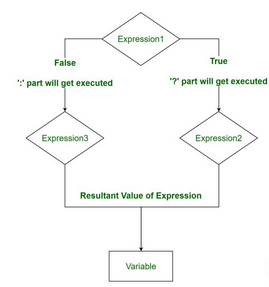 Expression1
False
True
':' part will get executed
'?' part will get executed
Expression3
Expression2
Resultant Value of Expression
Variable